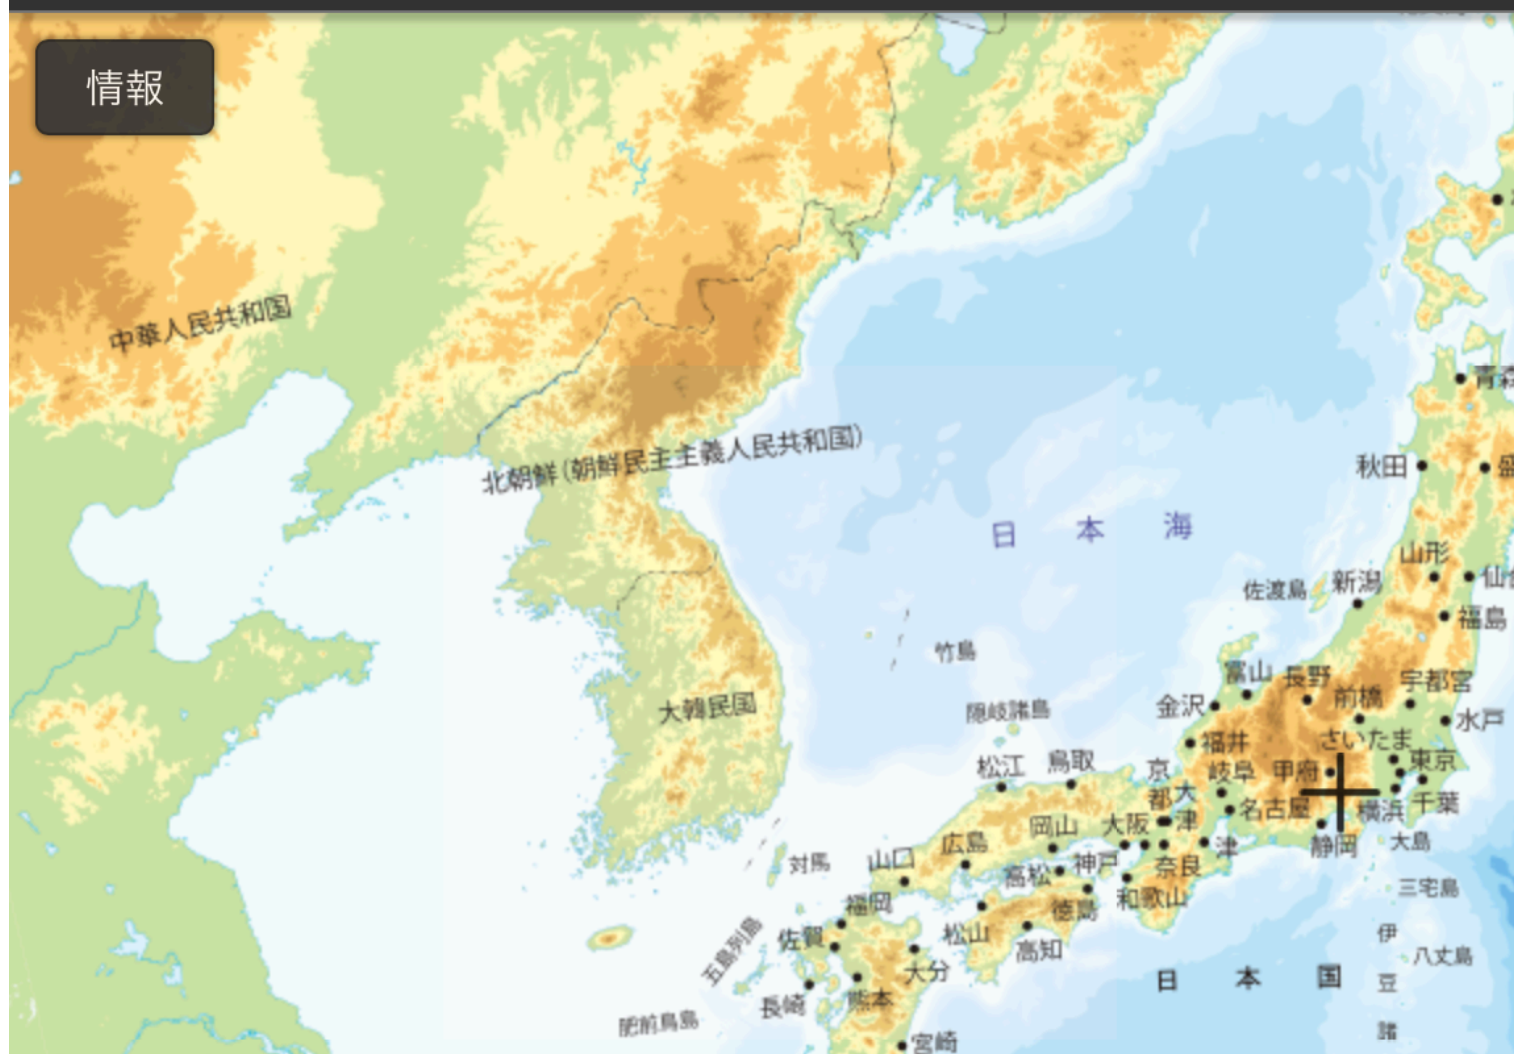 情報
中華人民共和国
北朝鮮(朝鮮民主主義人民共和国)
日本海
青森
秋田
山形
佐渡島
新潟
福島
竹島
大韓民国
隠岐諸島
富山
長野
前橋
宇都宮
金沢
水戸
福井
さいたま
松江
鳥取
京都
大津
岐阜
甲府
東京
名古屋
横浜
千葉
岡山
大阪
広島
対馬
山口
高松
神戸
奈良
津
静岡
大島
三宅島
福岡
徳島
和歌山
佐賀
松山
高知
五島列島
大分
伊豆諸
八丈島
日本国
長崎
熊本
肥前鳥島
宮崎